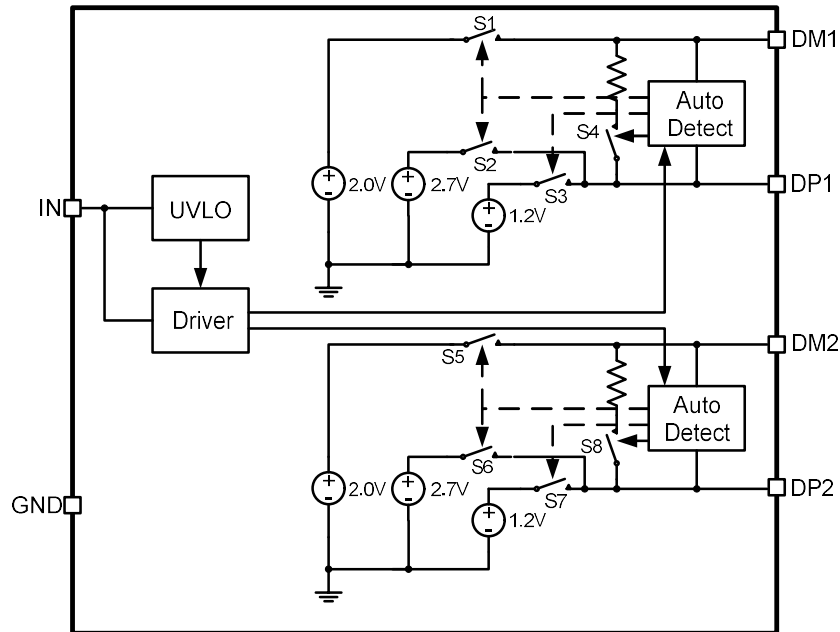 S1
DM1
Auto
Detect
S4
S2
2.0V
2.7V
S3
DP1
1.2V
IN
UVLO
Driver
S5
DM2
Auto
Detect
S8
S6
2.0V
2.7V
S7
DP2
1.2V
GND